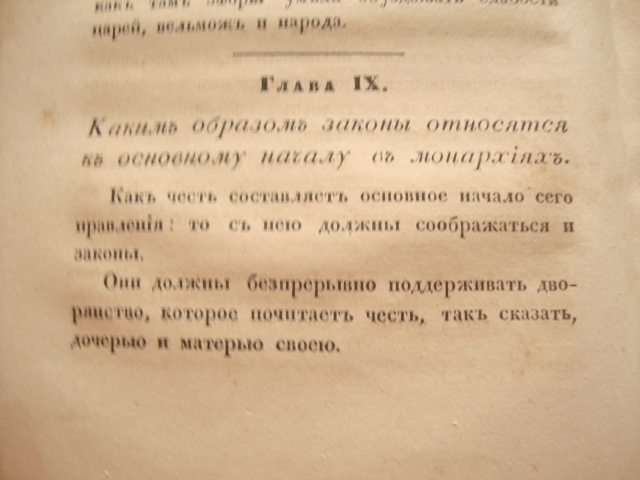 какъ тамъ
царей, вельможъ и народа.
Глава IX.
Какимъ образомъ законы относятся
къ основному началу въ монархіяхъ.
Какъ честь составляетъ основное начало сего
правленія: то съ нею должны соображаться и
законы.
Они должны безпрерывно поддерживать дво-
рянство, которое почитаетъ честь, такъ сказать,
дочерью и матерью своею.